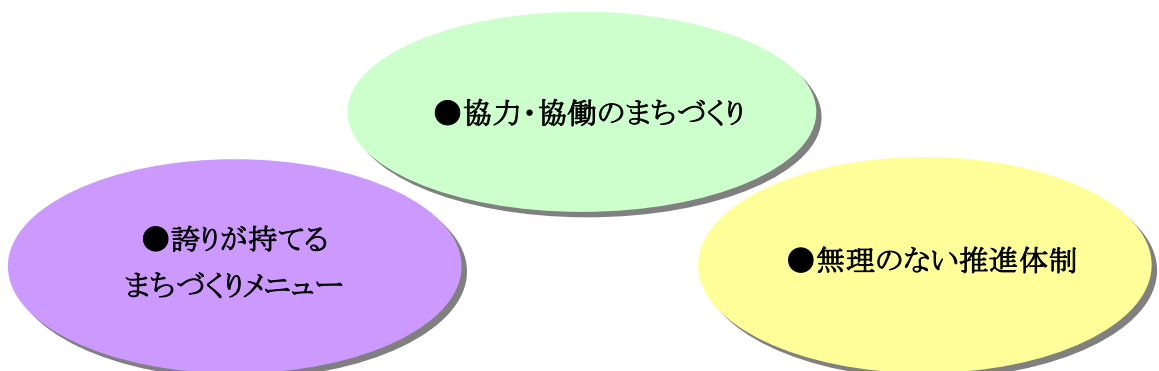 ●協力・協働のまちづくり
●誇りが持てる
まちづくりメニュー
●無理のない推進体制